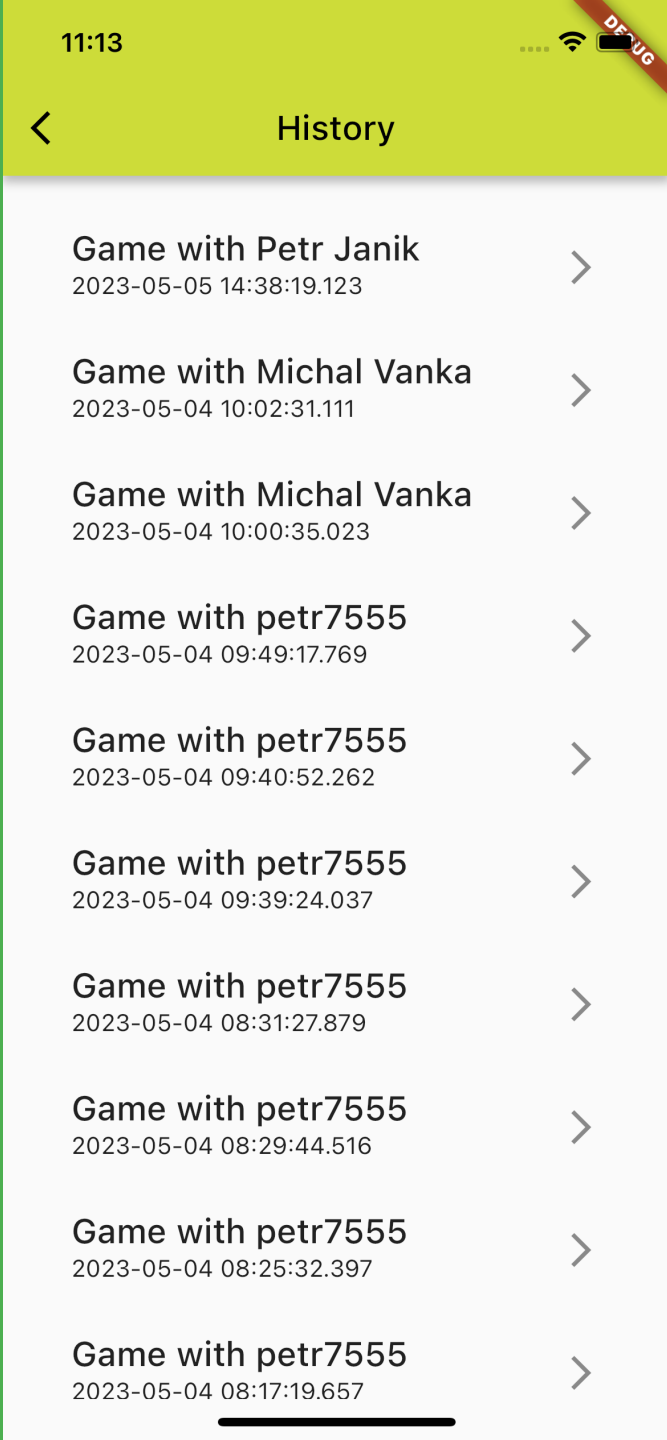 11:13
DEBUG
History
Game with Petr Janik
2023-05-05 14:38:19.123
Game with Michal Vanka
2023-05-04 10:02:31.111
Game with Michal Vanka
2023-05-04 10:00:35.023
Game with petr7555
2023-05-04 09:49:17.769
Game with petr7555
2023-05-04 09:40:52.262
Game with petr7555
2023-05-04 09:39:24.037
Game with petr7555
2023-05-04 08:31:27.879
Game with petr7555
2023-05-04 08:29:44.516
Game with petr7555
2023-05-04 08:25:32.397
Game with petr7555
2023-05-04 08:17:19.657